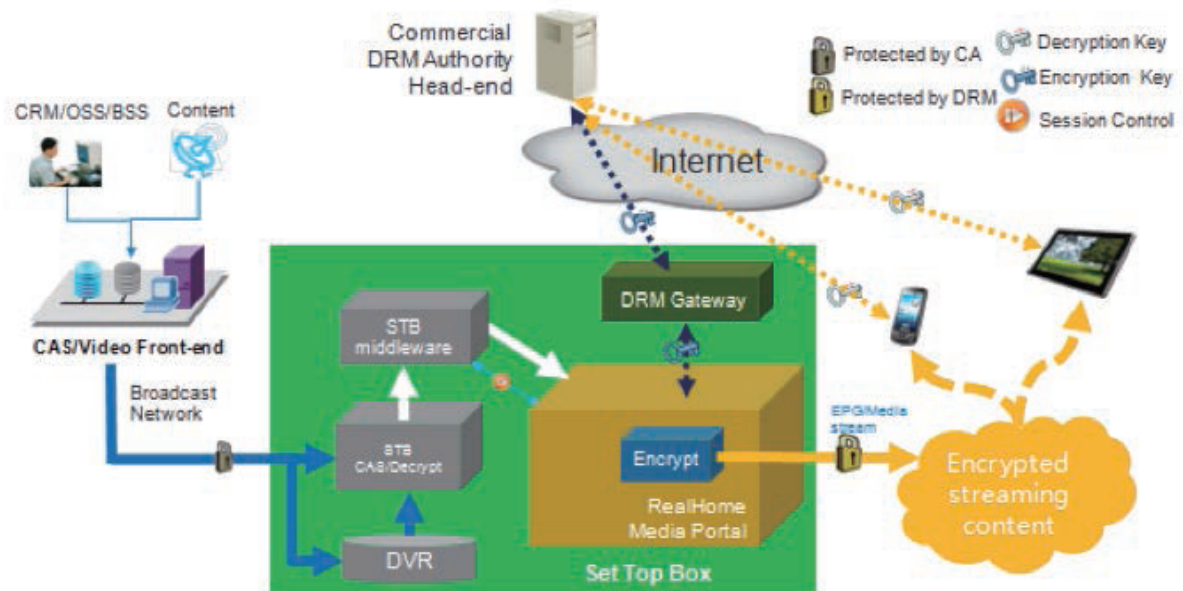 Commercial
DRM Authority
Head-end
Protected by CA
Decryption Key
Protected by DRM
Encryption Key
Session Control
CRM/OSS/BSS
Content
Internet
CAS/Video Front-end
Broadcast
Network
DRM Gateway
STB
middleware
STB
CAS/Decrypt
DVR
Encrypt
RealHome
Media Portal
Set Top Box
EPG/Media
stream
Encrypted
streaming
content